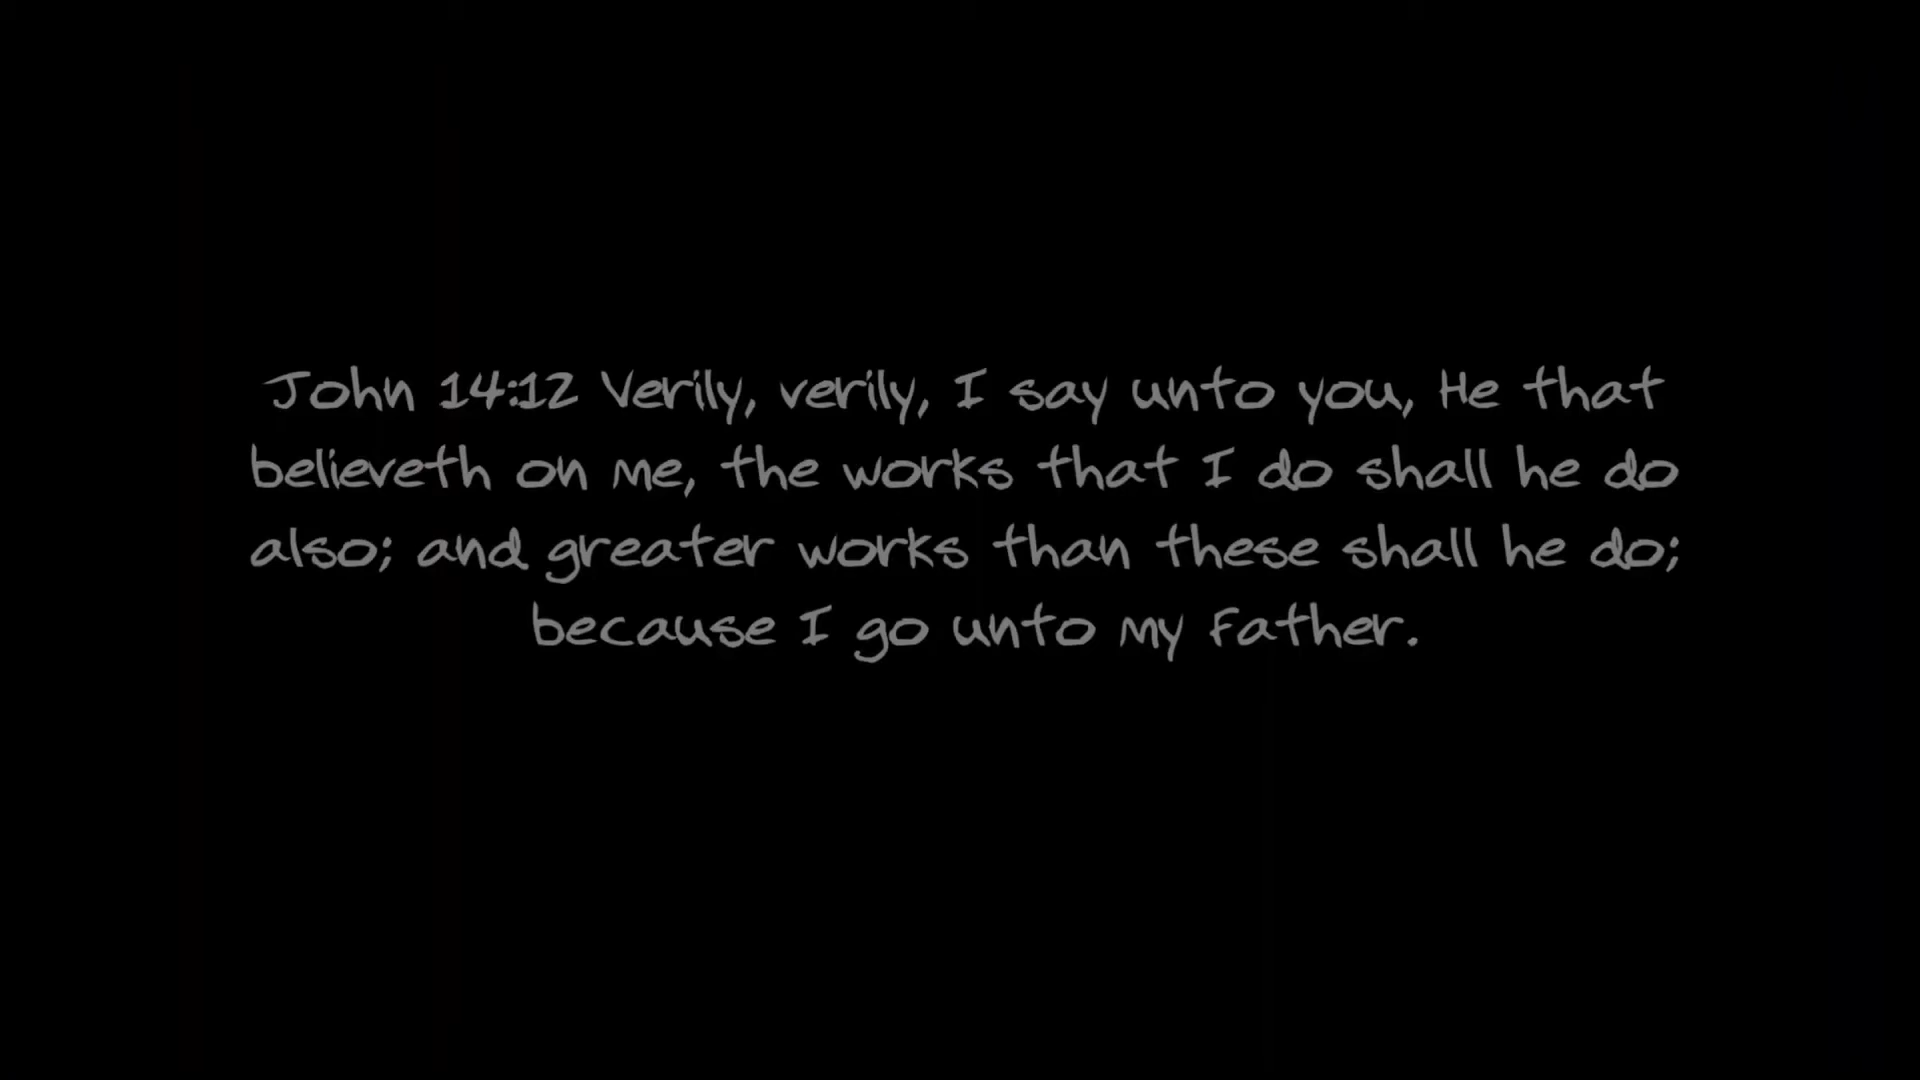 John 14:12 Verily, verily, I say unto you, He that
believeth on me, the works that I do shall he do
also; and greater works than these shall he do;
because I go unto my Father.